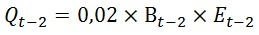 Q_{t−2} = 0,02 × B_{t−2} × E_{t−2}